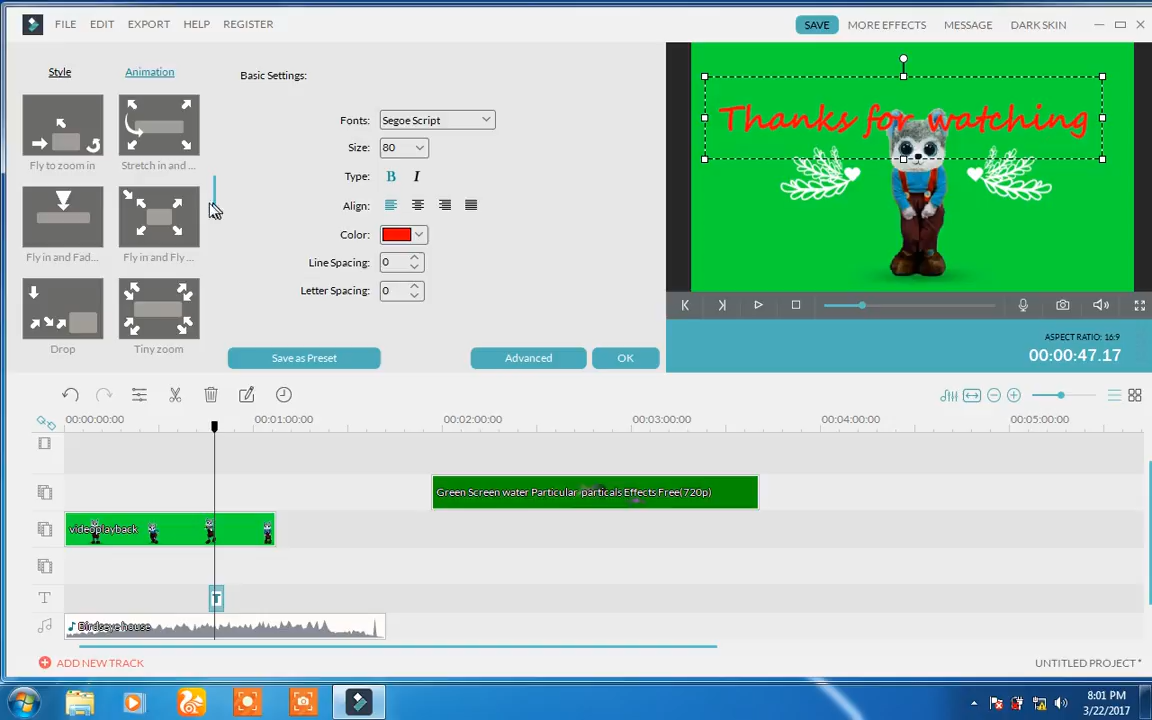 FILE EDIT EXPORT HELP REGISTER SAVE MORE EFFECTS MESSAGE DARK SKIN
Style Animation
Basic Settings:
Fly to zoom in
Stretch in and ...
Fly in and Fad...
Fly in and Fly ...
Drop
Tiny zoom
Fonts: Segoe Script
Size: 80
Type: B I
Align:
Color:
Line Spacing: 0
Letter Spacing: 0
Save as Preset Advanced OK
Thanks for watching
ASPECT RATIO: 16:9
00:00:47.17
00:00:00:00 00:01:00:00 00:02:00:00 00:03:00:00 00:04:00:00 00:05:00:00
Green Screen water Particular particals Effects Free(720p)
videoplayback
T T
Birdseye house
ADD NEW TRACK UNTITLED PROJECT *
8:01 PM
3/22/2017